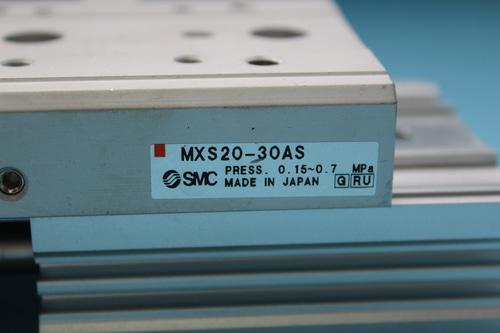 MXS20-30AS
SMC PRESS. 0.15~0.7 MPa
MADE IN JAPAN G RU